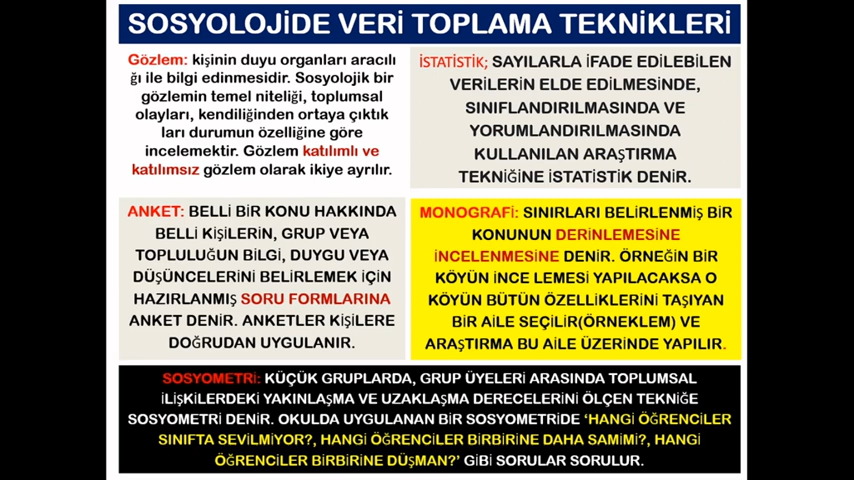 SOSYOLOJİDE VERİ TOPLAMA TEKNİKLERİ
Gözlem: kişinin duyu organları aracılı
ğı ile bilgi edinmesidir. Sosyolojik bir
gözlemin temel niteliği, toplumsal
olayları, kendiliğinden ortaya çıktık
ları durumun özelliğine göre
incelemektir. Gözlem katılımlı ve
katılımsız gözlem olarak ikiye ayrılır.
İSTATİSTİK; SAYILARLA İFADE EDİLEBİLEN
VERİLERİN ELDE EDİLMESİNDE,
SINIFLANDIRILMASINDA VE
YORUMLANDIRILMASINDA
KULLANILAN ARAŞTIRMA
TEKNİĞİNE İSTATİSTİK DENİR.
ANKET: BELLİ BİR KONU HAKKINDA
BELLİ KİŞİLERİN, GRUP VEYA
TOPLULUĞUN BİLGİ, DUYGU VEYA
DÜŞÜNCELERİNİ BELİRLEMEK İÇİN
HAZIRLANMIŞ SORU FORMLARINA
ANKET DENİR. ANKETLER KİŞİLERE
DOĞRUDAN UYGULANIR.
MONOGRAFİ: SINIRLARI BELİRLENMİŞ BİR
KONUNUN DERİNLEMESİNE
İNCELENMESİNE DENİR. ÖRNEĞİN BİR
KÖYÜN İNCE LEMESİ YAPILACAKSA O
KÖYÜN BÜTÜN ÖZELLİKLERİNİ TAŞIYAN
BİR AİLE SEÇİLİR(ÖRNEKLEM) VE
ARAŞTIRMA BU AİLE ÜZERİNDE YAPILIR.
SOSYOMETRİ: KÜÇÜK GRUPLARDA, GRUP ÜYELERİ ARASINDA TOPLUMSAL
İLİŞKİLERDEKİ YAKINLAŞMA VE UZAKLAŞMA DERECELERİNİ ÖLÇEN TEKNİĞE
SOSYOMETRİ DENİR. OKULDA UYGULANAN BİR SOSYOMETRİDE ‘HANGİ ÖĞRENCİLER
SINIFTA SEVİLMİYOR?, HANGİ ÖĞRENCİLER BİRBİRİNE DAHA SAMİMİ?, HANGİ
ÖĞRENCİLER BİRBİRİNE DÜŞMAN?’ GİBİ SORULAR SORULUR.